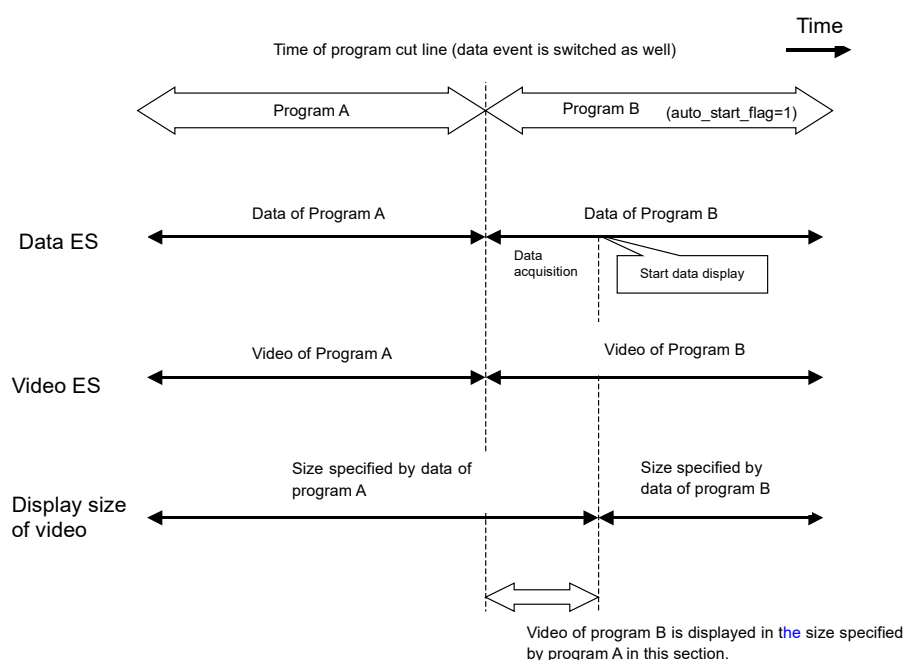 Time
Time of program cut line (data event is switched as well)
Program A
Program B
(auto_start_flag=1)
Data of Program A
Data of Program B
Data ES
Data
acquisition
Start data display
Video of Program A
Video of Program B
Video ES
Size specified by data of
program A
Size specified by
data of program B
Display size
of video
Video of program B is displayed in the size specified
by program A in this section.